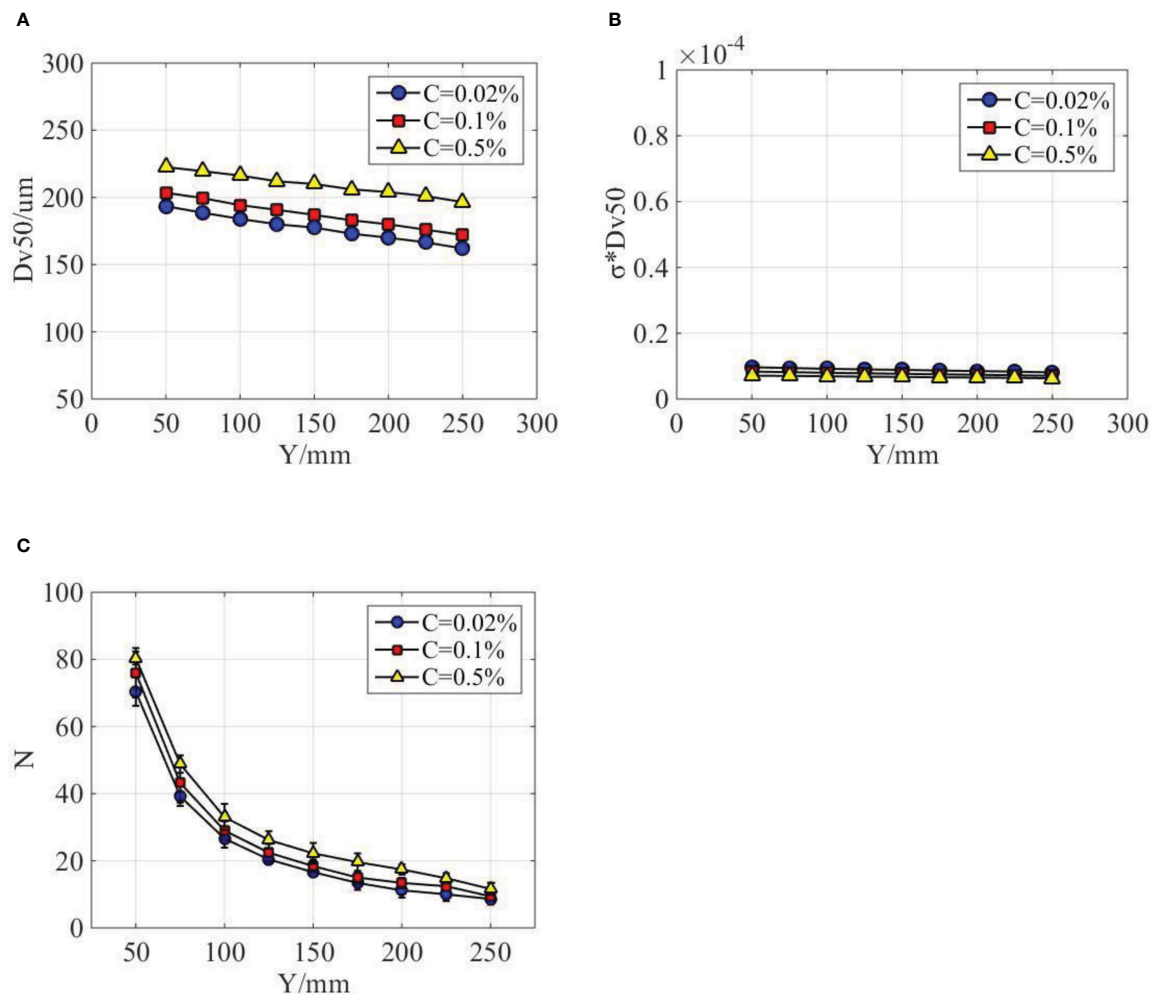 A
300
250
200
150
100
50
Dv50/um
C=0.02%
C=0.1%
C=0.5%
0 50 100 150 200 250 300
Y/mm
B
×10-4
1
0.8
0.6
0.4
0.2
0
σ*Dv50
C=0.02%
C=0.1%
C=0.5%
0 50 100 150 200 250 300
Y/mm
C
100
80
60
40
20
0
N
C=0.02%
C=0.1%
C=0.5%
50 100 150 200 250
Y/mm